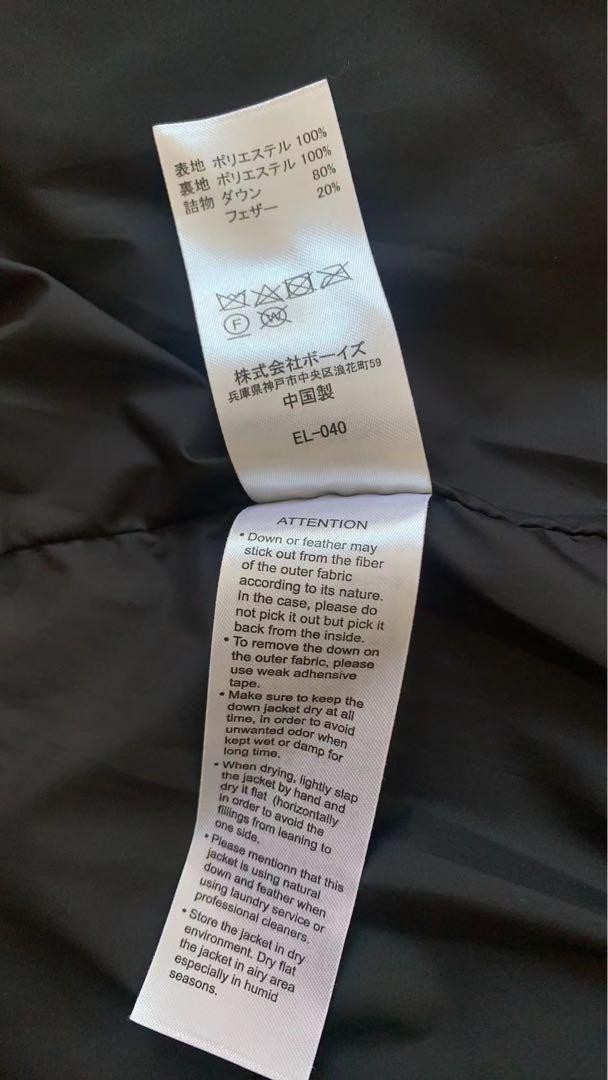 表地 ポリエステル 100%
裏地 ポリエステル 100%
詰物 ダウン 80%
フェザー 20%
F
W
株式会社ボーイズ
兵庫県神戸市中央区浪花町59
中国製
EL-040
ATTENTION
• Down or feather may
stick out from the fiber
of the outer fabric
according to its nature.
In the case, please do
not pick it out but pick it
back from the inside.
• To remove the down on
the outer fabric, please
use weak adhensive
tape.
• Make sure to keep the
down jacket dry at all
time, in order to avoid
unwanted odor when
kept wet or damp for
long time.
• When drying, lightly slap
the jacket by hand and
dry it flat (horizontally
in order to avoid the
fillings from leaning to
one side.
• Please mentionn that this
jacket is using natural
down and feather when
using laundry service or
professional cleaners.
• Store the jacket in dry
environment. Dry flat
the jacket in airy area
especially in humid
seasons.